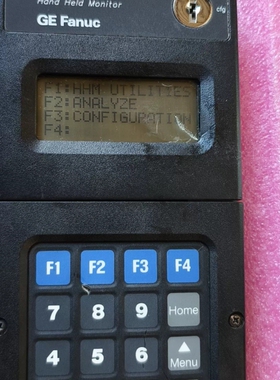 Hand Held Monitor
GE Fanuc
cfg
F1:HHM UTILITIES
F2:ANALYZE
F3:CONFIGURATION
F4:
F1 F2 F3 F4
7 8 9 Home
4 5 6 Menu